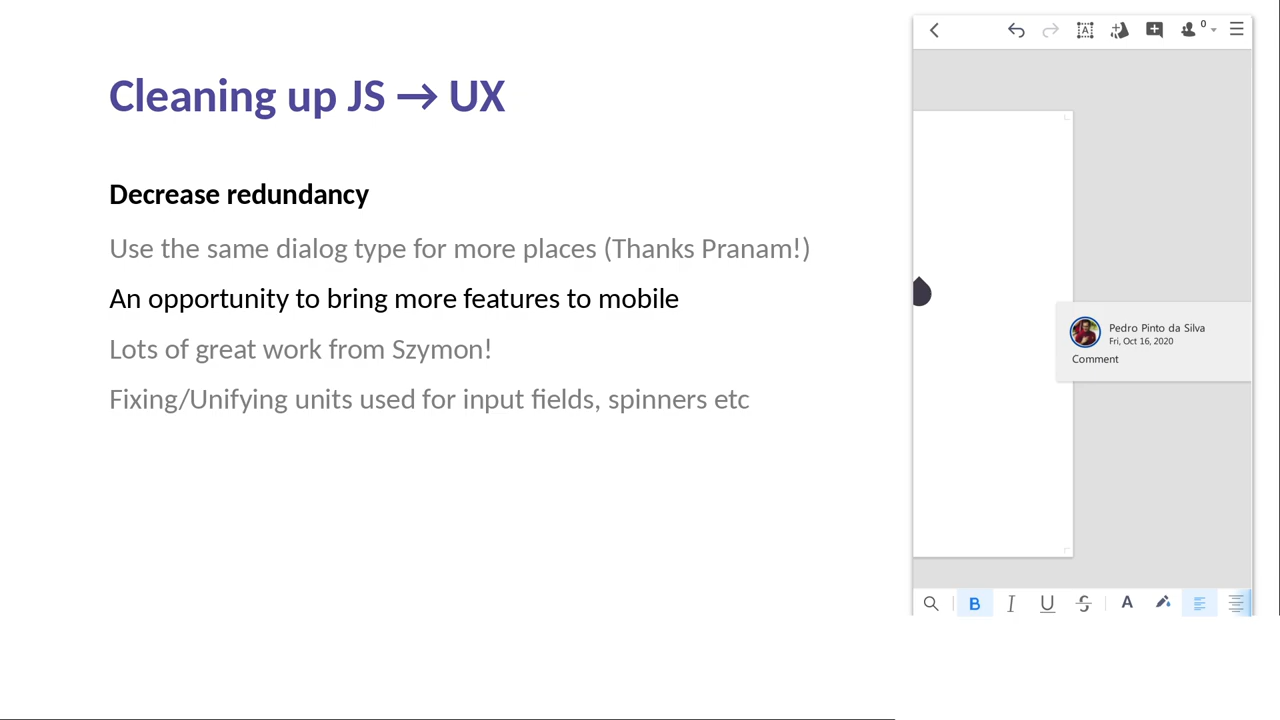 Cleaning up JS → UX
Decrease redundancy
Use the same dialog type for more places (Thanks Pranam!)
An opportunity to bring more features to mobile
Lots of great work from Szymon!
Fixing/Unifying units used for input fields, spinners etc
A
0
Pedro Pinto da Silva
Fri, Oct 16, 2020
Comment
B I U S A